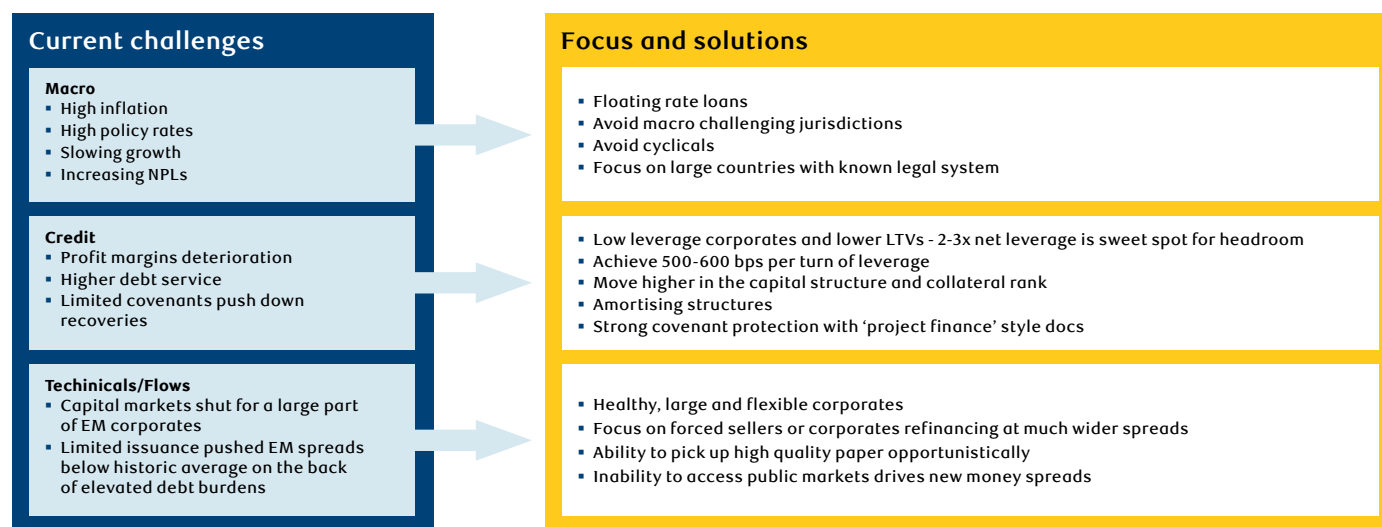 Current challenges
Macro
▪ High inflation
▪ High policy rates
▪ Slowing growth
▪ Increasing NPLs
Credit
▪ Profit margins deterioration
▪ Higher debt service
▪ Limited covenants push down
recoveries
Techinicals/Flows
▪ Capital markets shut for a large part
of EM corporates
▪ Limited issuance pushed EM spreads
below historic average on the back
of elevated debt burdens
Focus and solutions
▪ Floating rate loans
▪ Avoid macro challenging jurisdictions
▪ Avoid cyclicals
▪ Focus on large countries with known legal system
▪ Low leverage corporates and lower LTVs - 2-3x net leverage is sweet spot for headroom
▪ Achieve 500-600 bps per turn of leverage
▪ Move higher in the capital structure and collateral rank
▪ Amortising structures
▪ Strong covenant protection with ‘project finance’ style docs
▪ Healthy, large and flexible corporates
▪ Focus on forced sellers or corporates refinancing at much wider spreads
▪ Ability to pick up high quality paper opportunistically
▪ Inability to access public markets drives new money spreads